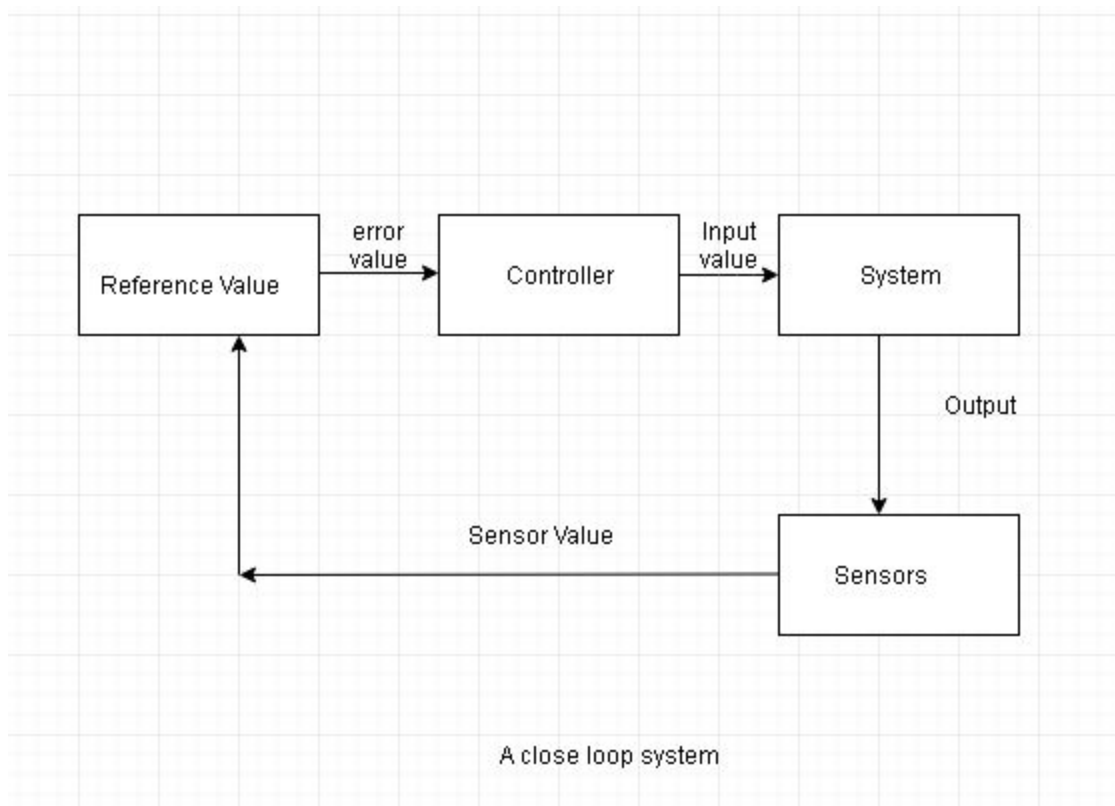 error
value
Input
value
Reference Value
Controller
System
Output
Sensor Value
Sensors
A close loop system